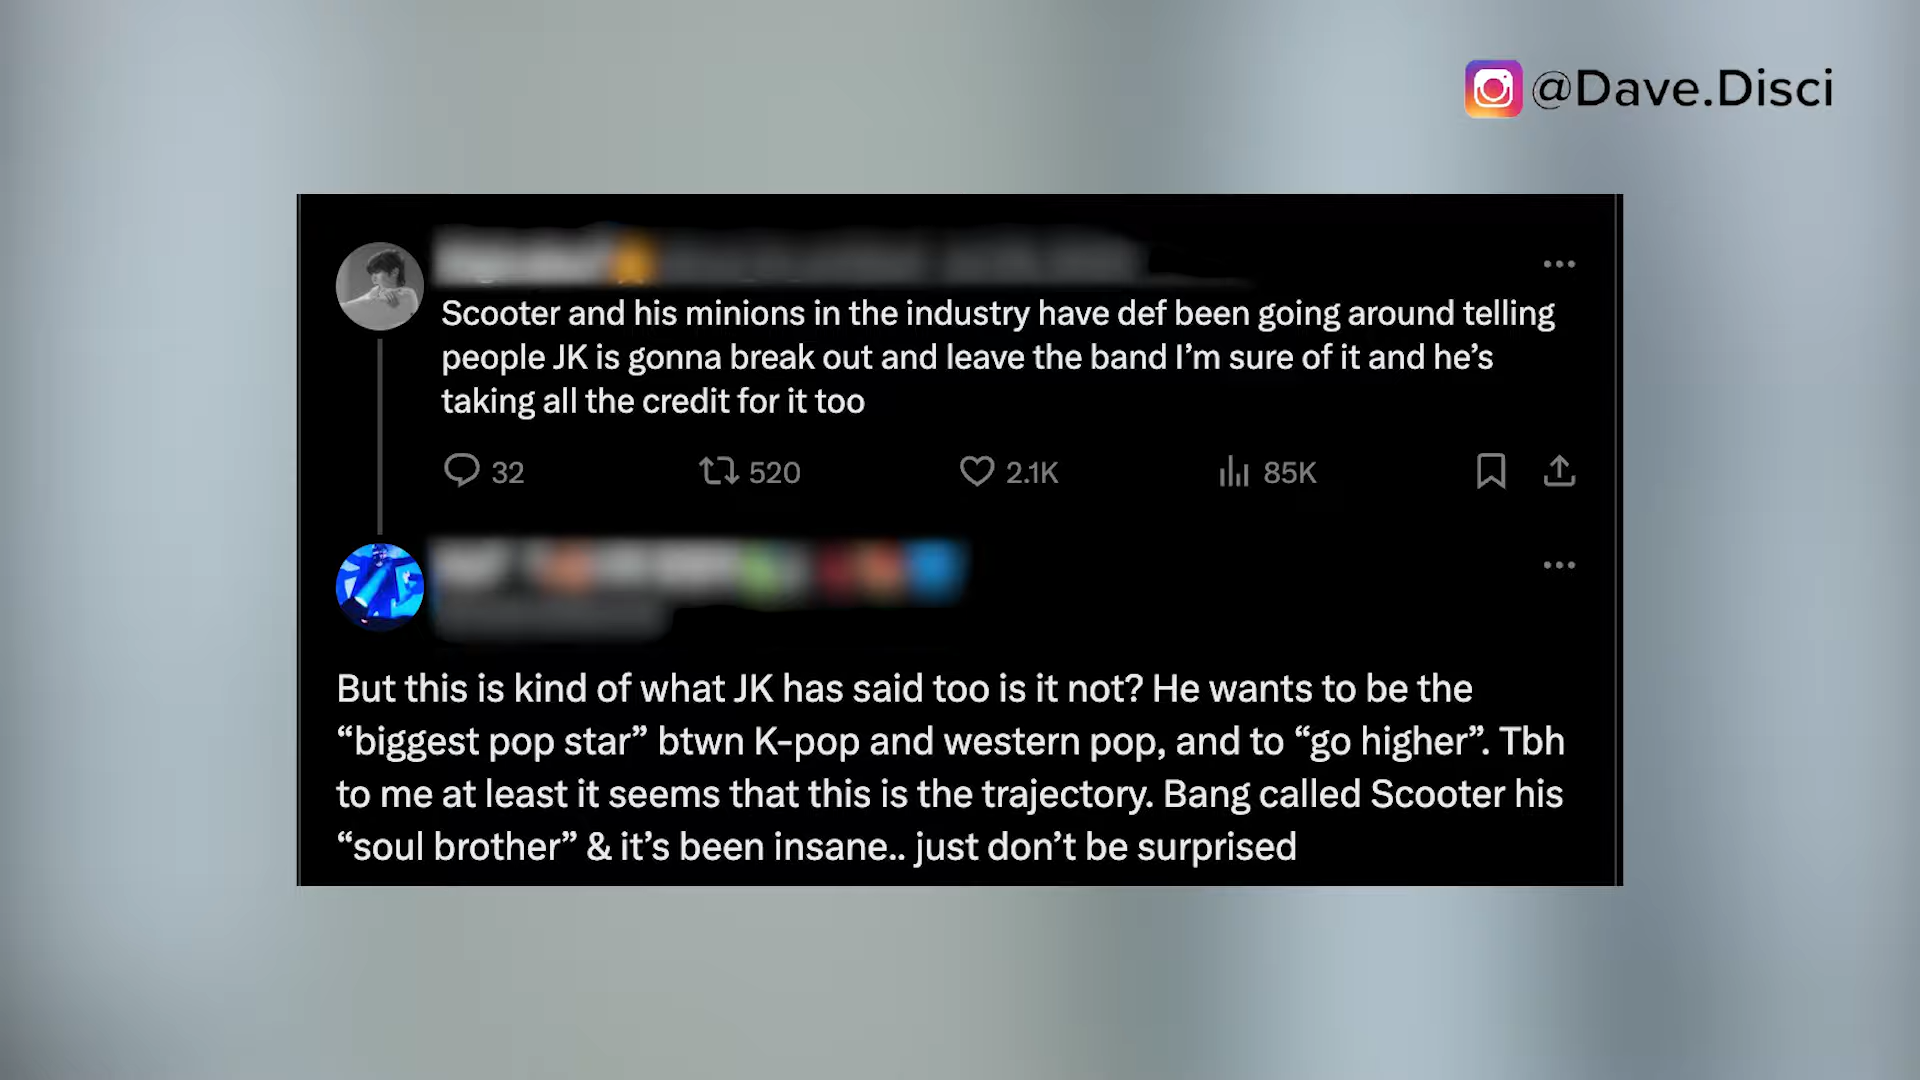 @Dave.Disci
Scooter and his minions in the industry have def been going around telling
people JK is gonna break out and leave the band I’m sure of it and he’s
taking all the credit for it too
32 520 2.1K 85K
But this is kind of what JK has said too is it not? He wants to be the
“biggest pop star” btwn K-pop and western pop, and to “go higher”. Tbh
to me at least it seems that this is the trajectory. Bang called Scooter his
“soul brother” & it’s been insane.. just don’t be surprised